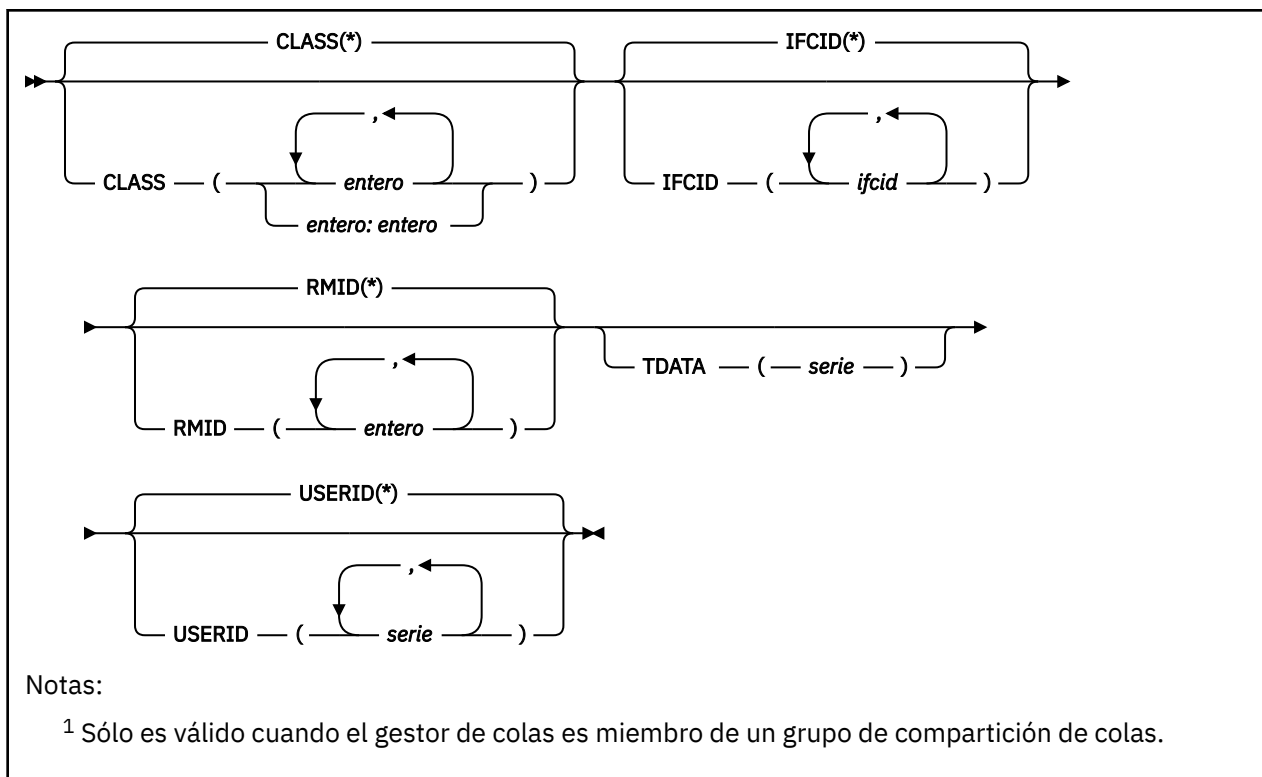 CLASS(*) IFCID(*)
, ,
CLASS ( entero ) IFCID ( ifcid )
entero: entero
RMID(*)
TDATA ( serie )
,
RMID ( entero )
USERID(*)
,
USERID ( serie )
Notas:
1 Sólo es válido cuando el gestor de colas es miembro de un grupo de compartición de colas.